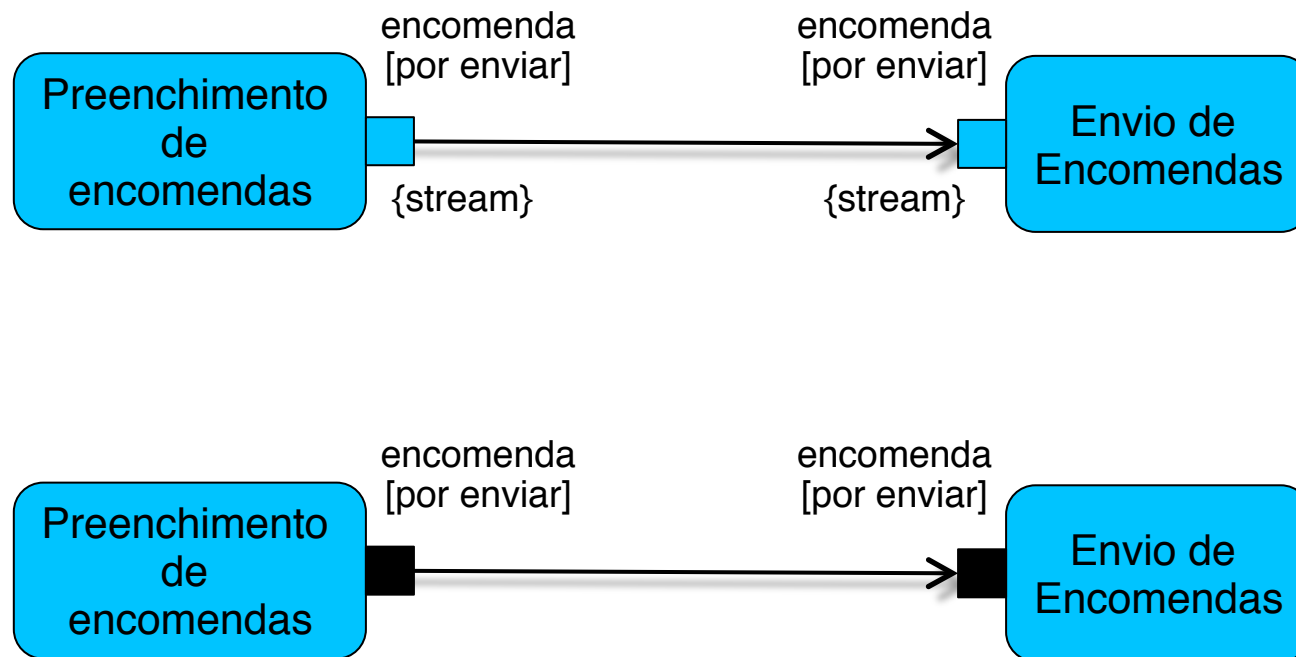 encomenda
[por enviar]
encomenda
[por enviar]
Preenchimento
de
encomendas
Envio de
Encomendas
{stream}
{stream}
encomenda
[por enviar]
encomenda
[por enviar]
Preenchimento
de
encomendas
Envio de
Encomendas